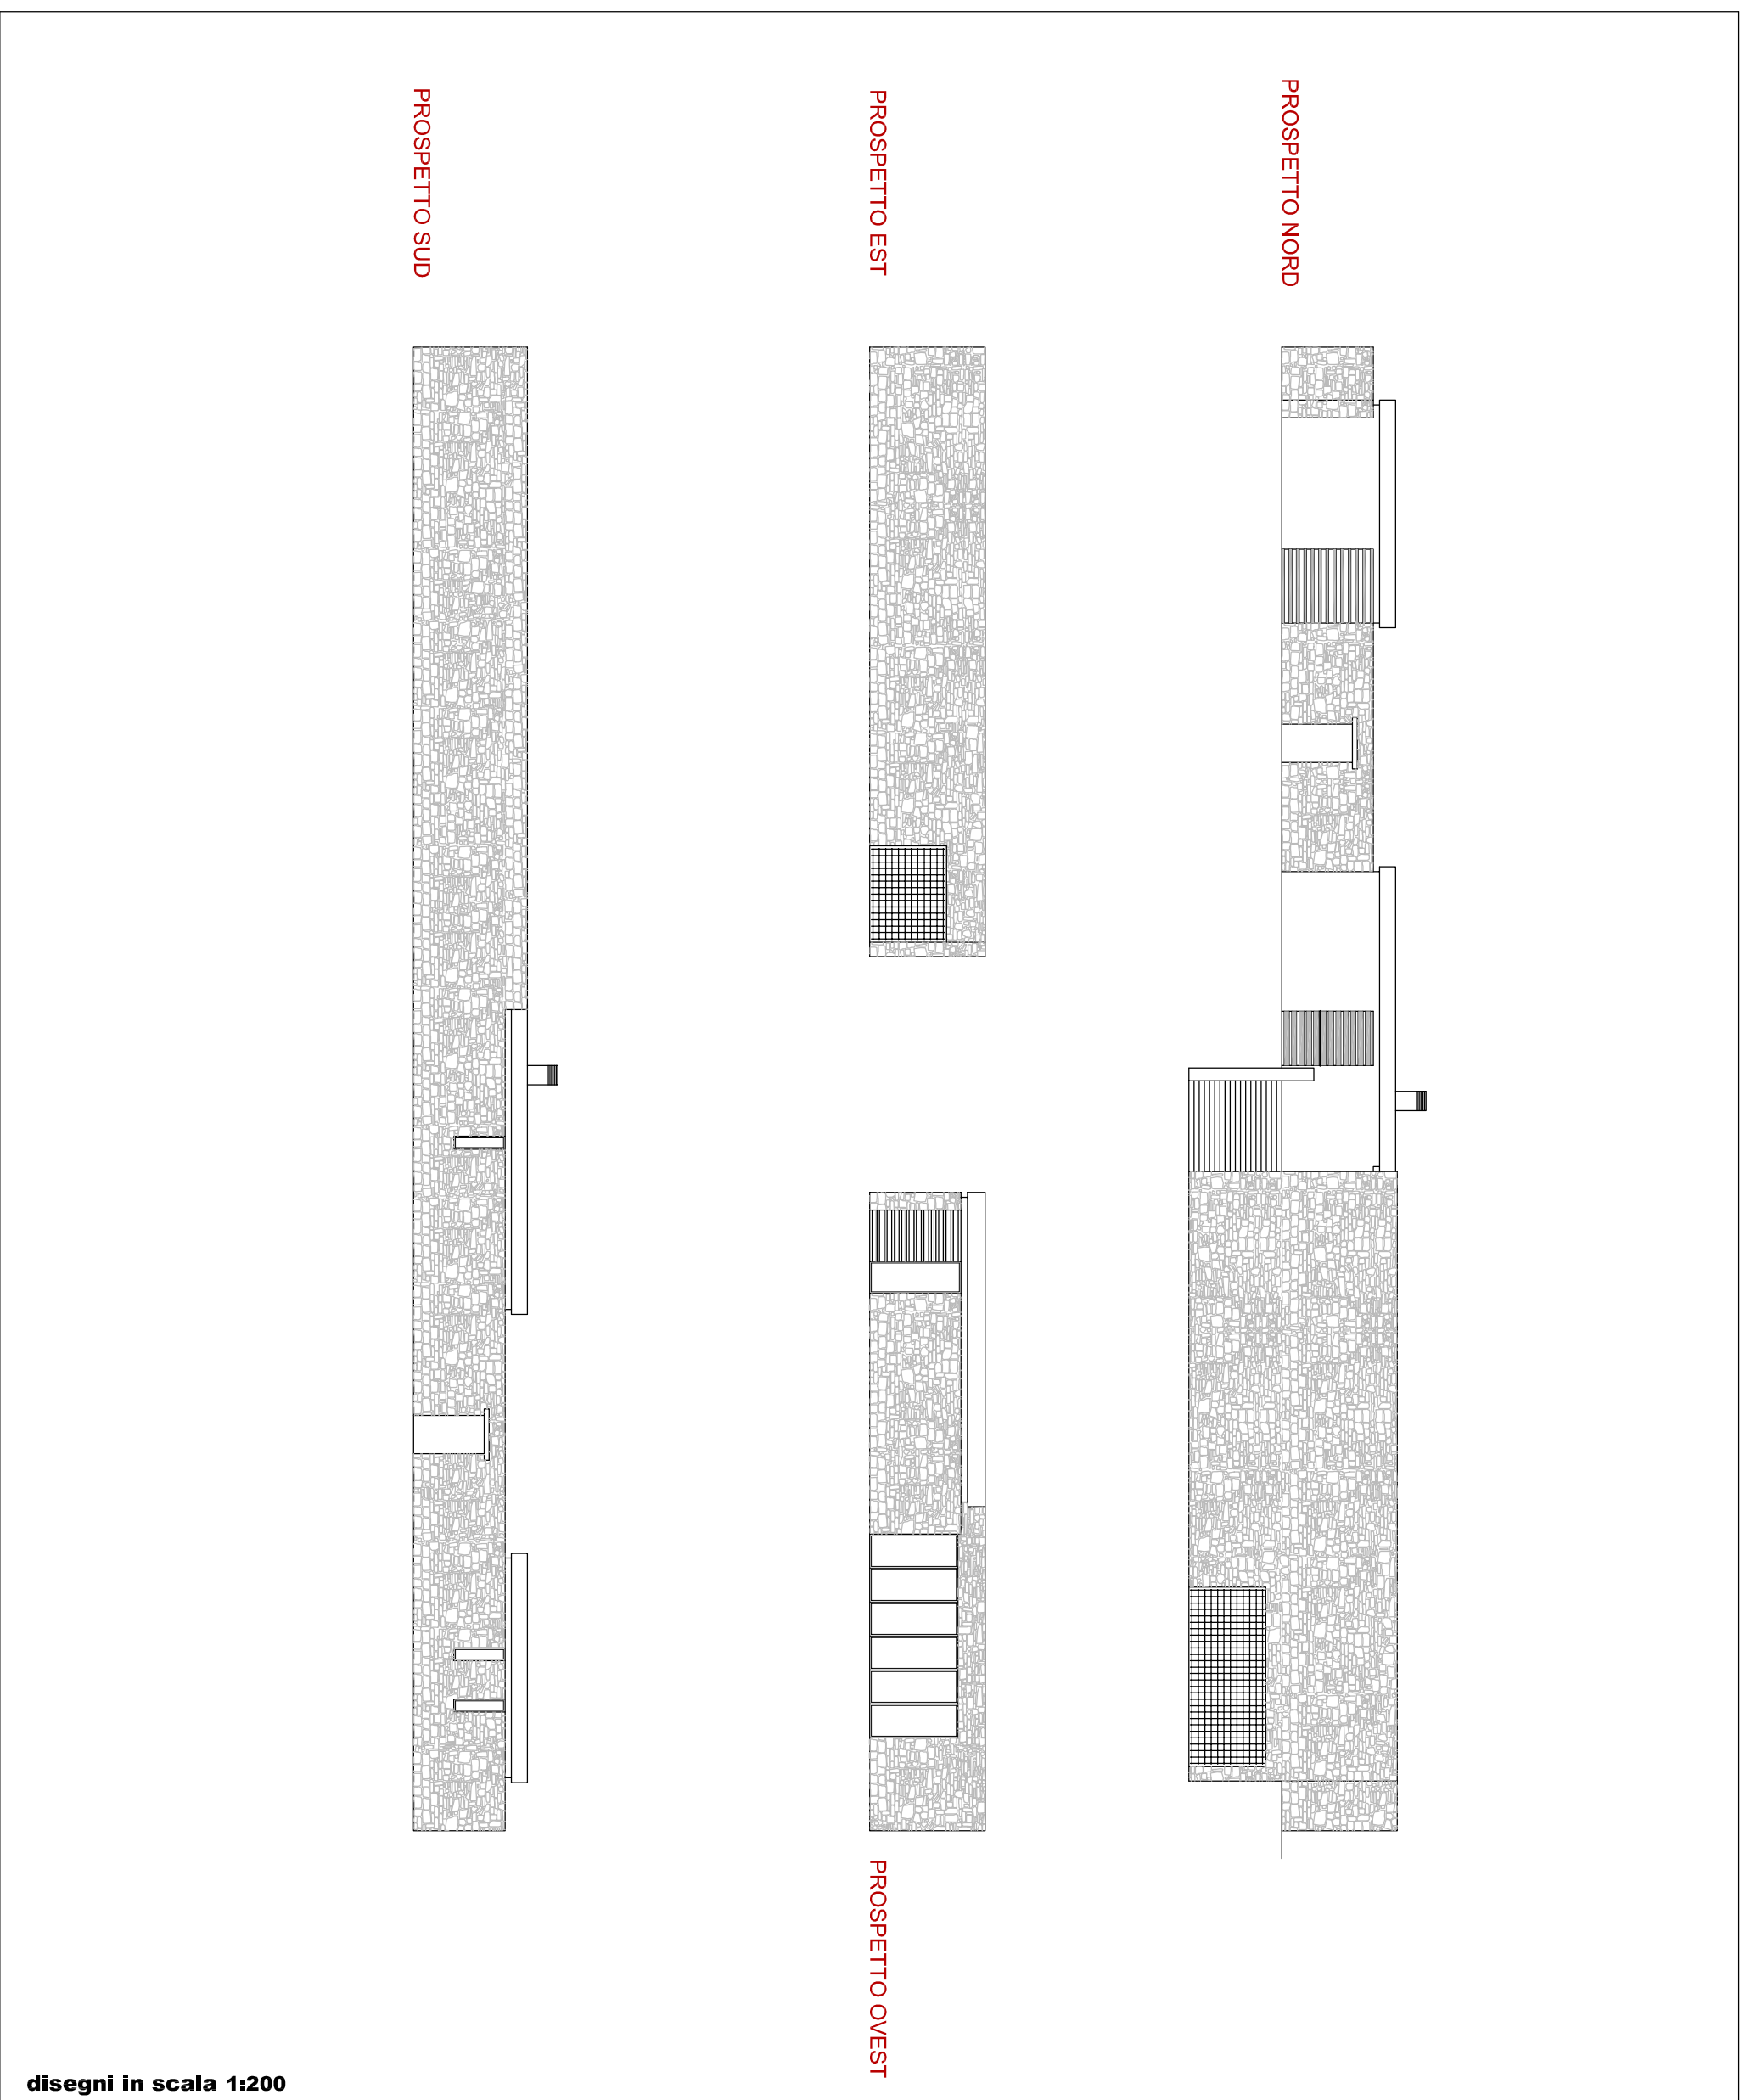 PROSPETTO NORD
PROSPETTO EST
PROSPETTO OVEST
PROSPETTO SUD
disegni in scala 1:200